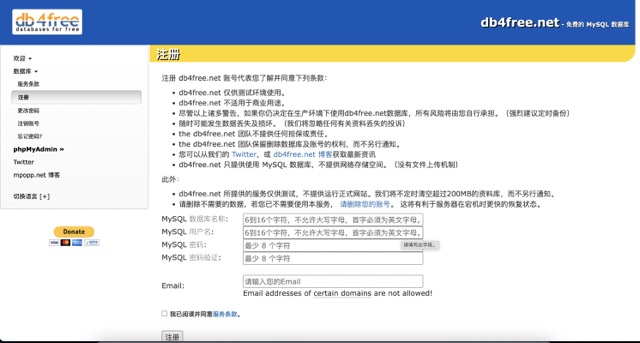 db4free
databases for free
db4free.net - 免费的 MySQL 数据库
欢迎
数据库
服务条款
注册
更改密码
注销账号
忘记密码?
phpMyAdmin »
Twitter
mpopp.net 博客
切换语言 [+]
Donate
注册
注册 db4free.net 账号代表您了解并同意下列条款:
db4free.net 仅供测试环境使用。
db4free.net 不适用于商业用途。
尽管以上诸多警告，如果你仍决定在生产环境下使用db4free.net数据库，所有风险将由您自行承担。（强烈建议定时备份）
随时可能发生数据丢失及损坏。（我们将忽略任何有关资料丢失的投诉）
the db4free.net 团队不提供任何担保或责任。
the db4free.net 团队保留删除数据库及账号的权利，而不另行通知。
您可以从我们的 Twitter。或 db4free.net 博客获取最新资讯
db4free.net 只提供使用 MySQL 数据库，不提供网络存储空间。（没有文件上传机制）
此外:
db4free.net 所提供的服务仅供测试，不提供运行正式网站。我们将不定时清空超过200MB的资料库，而不另行通知。
请删除不需要的数据，若您已不需要使用本服务， 请删除您的账号。 这将有利于服务器在宕机时更快的恢复状态。
MySQL 数据库名称: 6到16个字符，不允许大写字母，首字必须为英文字母。
MySQL 用户名: 6到16个字符，不允许大写字母，首字必须为英文字母。
MySQL 密码: 最少 8 个字符
请填写此字段。
MySQL 密码验证: 最少 8 个字符
Email: 请输入您的Email
Email addresses of certain domains are not allowed!
我已阅读并同意服务条款。
注册